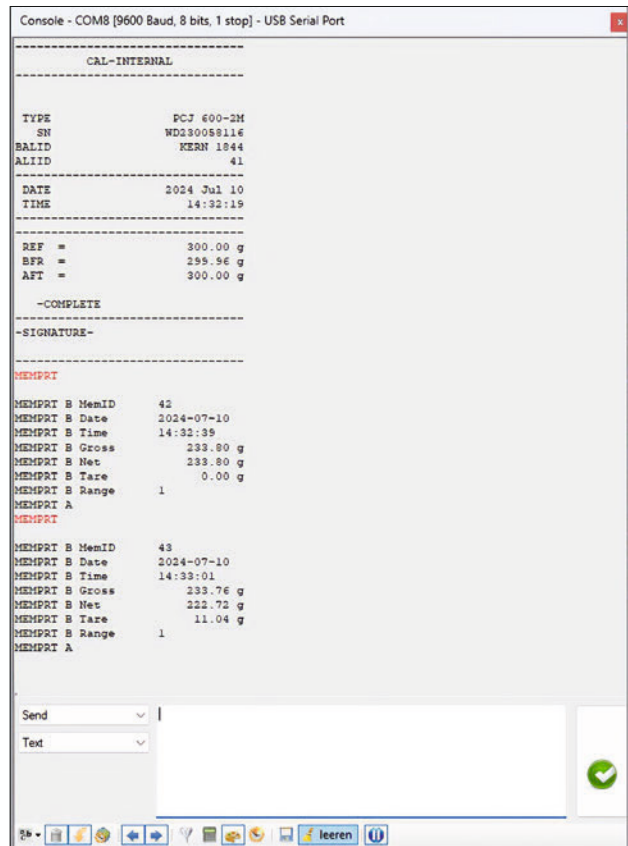 Console - COM8 [9600 Baud, 8 bits, 1 stop] - USB Serial Port
--------------------------------
CAL-INTERNAL
--------------------------------
TYPE PCJ 600-2M
SN WD230058116
BALID KERN 1844
ALIID 41
--------------------------------
DATE 2024 Jul 10
TIME 14:32:19
--------------------------------
--------------------------------
REF = 300.00 g
BFR = 299.96 g
AFT = 300.00 g
-COMPLETE
--------------------------------
-SIGNATURE-
--------------------------------
MEMPRT
MEMPRT B MemID 42
MEMPRT B Date 2024-07-10
MEMPRT B Time 14:32:39
MEMPRT B Gross 233.80 g
MEMPRT B Net 233.80 g
MEMPRT B Tare 0.00 g
MEMPRT B Range 1
MEMPRT A
MEMPRT
MEMPRT B MemID 43
MEMPRT B Date 2024-07-10
MEMPRT B Time 14:33:01
MEMPRT B Gross 233.76 g
MEMPRT B Net 222.72 g
MEMPRT B Tare 11.04 g
MEMPRT B Range 1
MEMPRT A
Send
Text
leeren